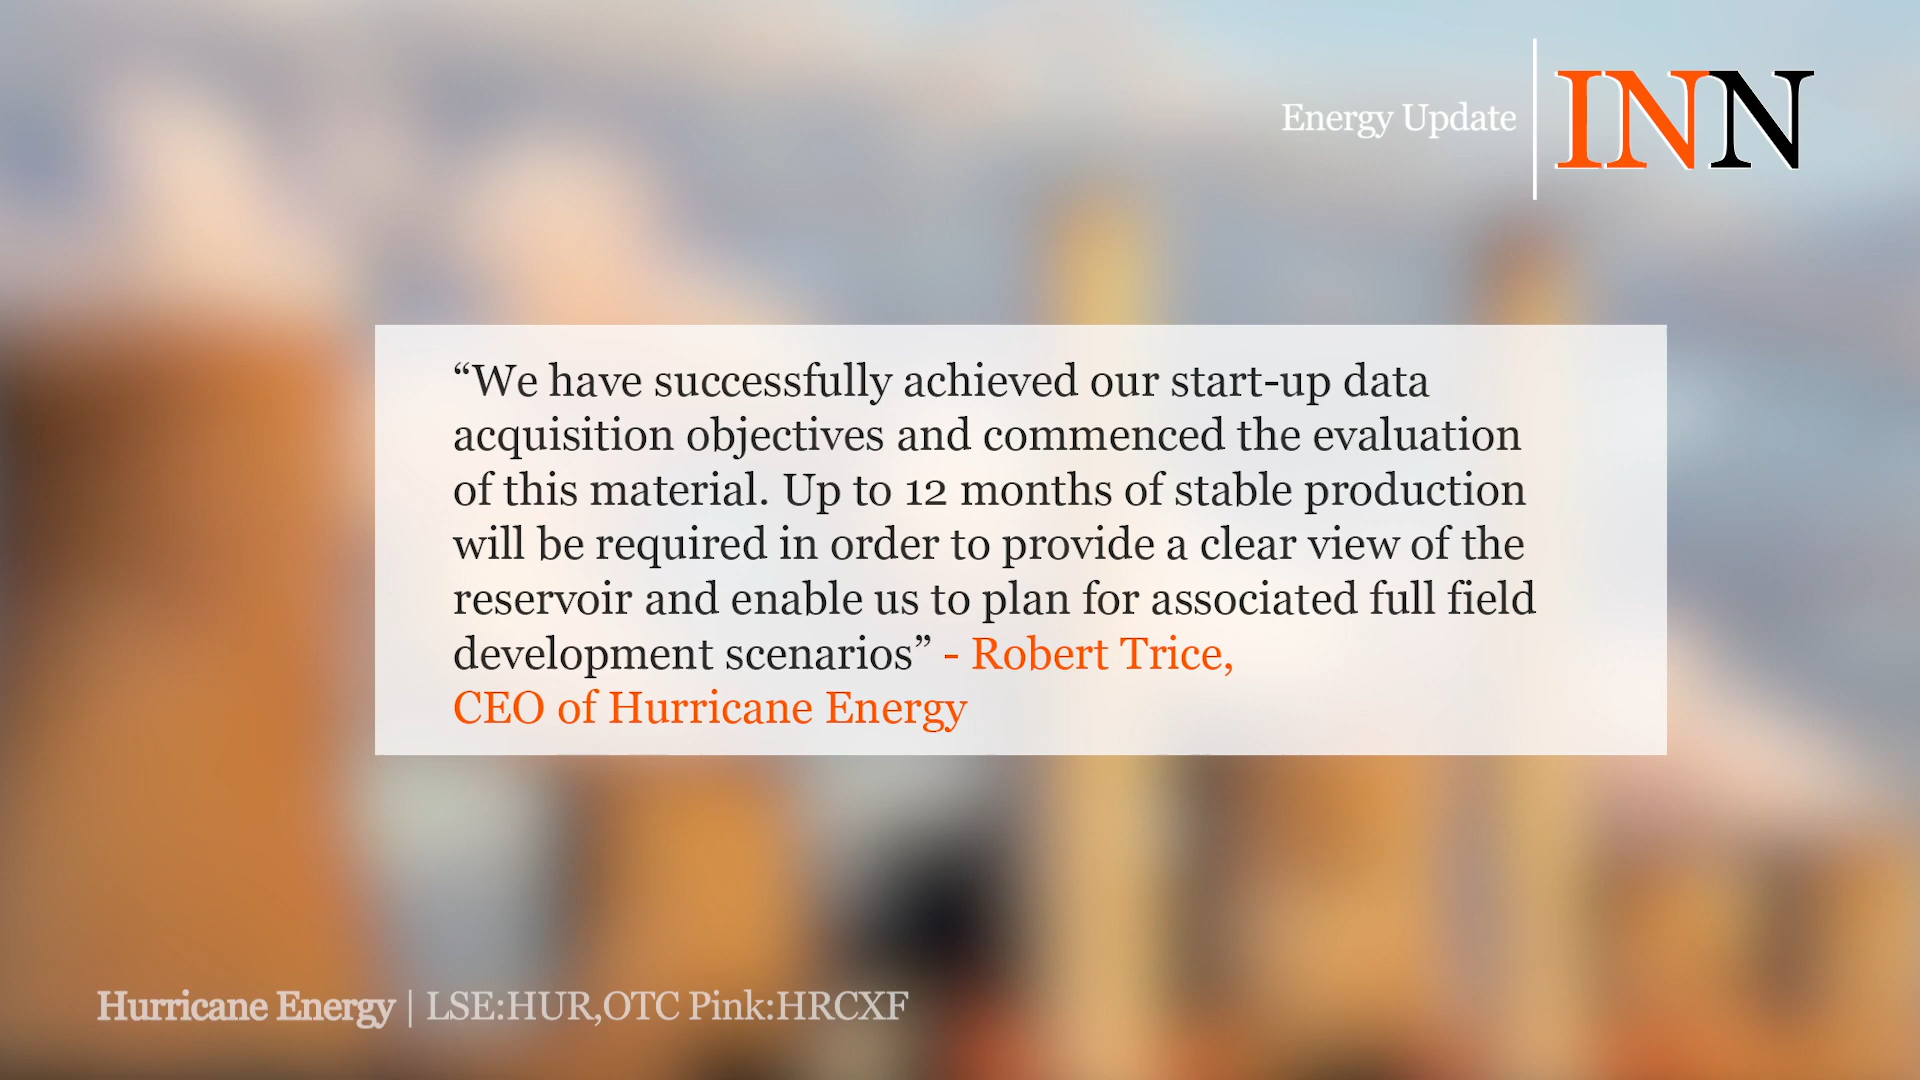 Energy Update
INN
“We have successfully achieved our start-up data
acquisition objectives and commenced the evaluation
of this material. Up to 12 months of stable production
will be required in order to provide a clear view of the
reservoir and enable us to plan for associated full field
development scenarios” - Robert Trice,
CEO of Hurricane Energy
Hurricane Energy | LSE:HUR,OTC Pink:HRCXF